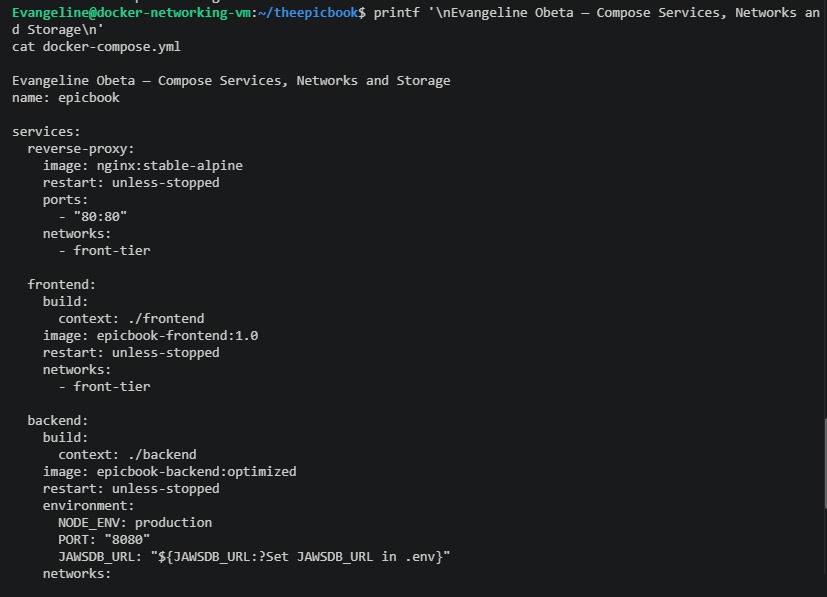 Evangeline@docker-networking-vm:~/theepicbook$ printf '\nEvangeline Obeta — Compose Services, Networks an
d Storage\n'
cat docker-compose.yml

Evangeline Obeta — Compose Services, Networks and Storage
name: epicbook

services:
  reverse-proxy:
    image: nginx:stable-alpine
    restart: unless-stopped
    ports:
      - "80:80"
    networks:
      - front-tier

  frontend:
    build:
      context: ./frontend
    image: epicbook-frontend:1.0
    restart: unless-stopped
    networks:
      - front-tier

  backend:
    build:
      context: ./backend
    image: epicbook-backend:optimized
    restart: unless-stopped
    environment:
      NODE_ENV: production
      PORT: "8080"
      JAWSDB_URL: "${JAWSDB_URL:?Set JAWSDB_URL in .env}"
    networks: